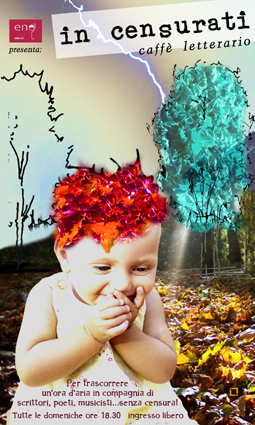 eno
presenta:
in censurati
caffè letterario
Per trascorrere
un'ora d'aria in compagnia di
scrittori, poeti, musicisti...senza censura!
Tutte le domeniche ore 18.30 ingresso libero